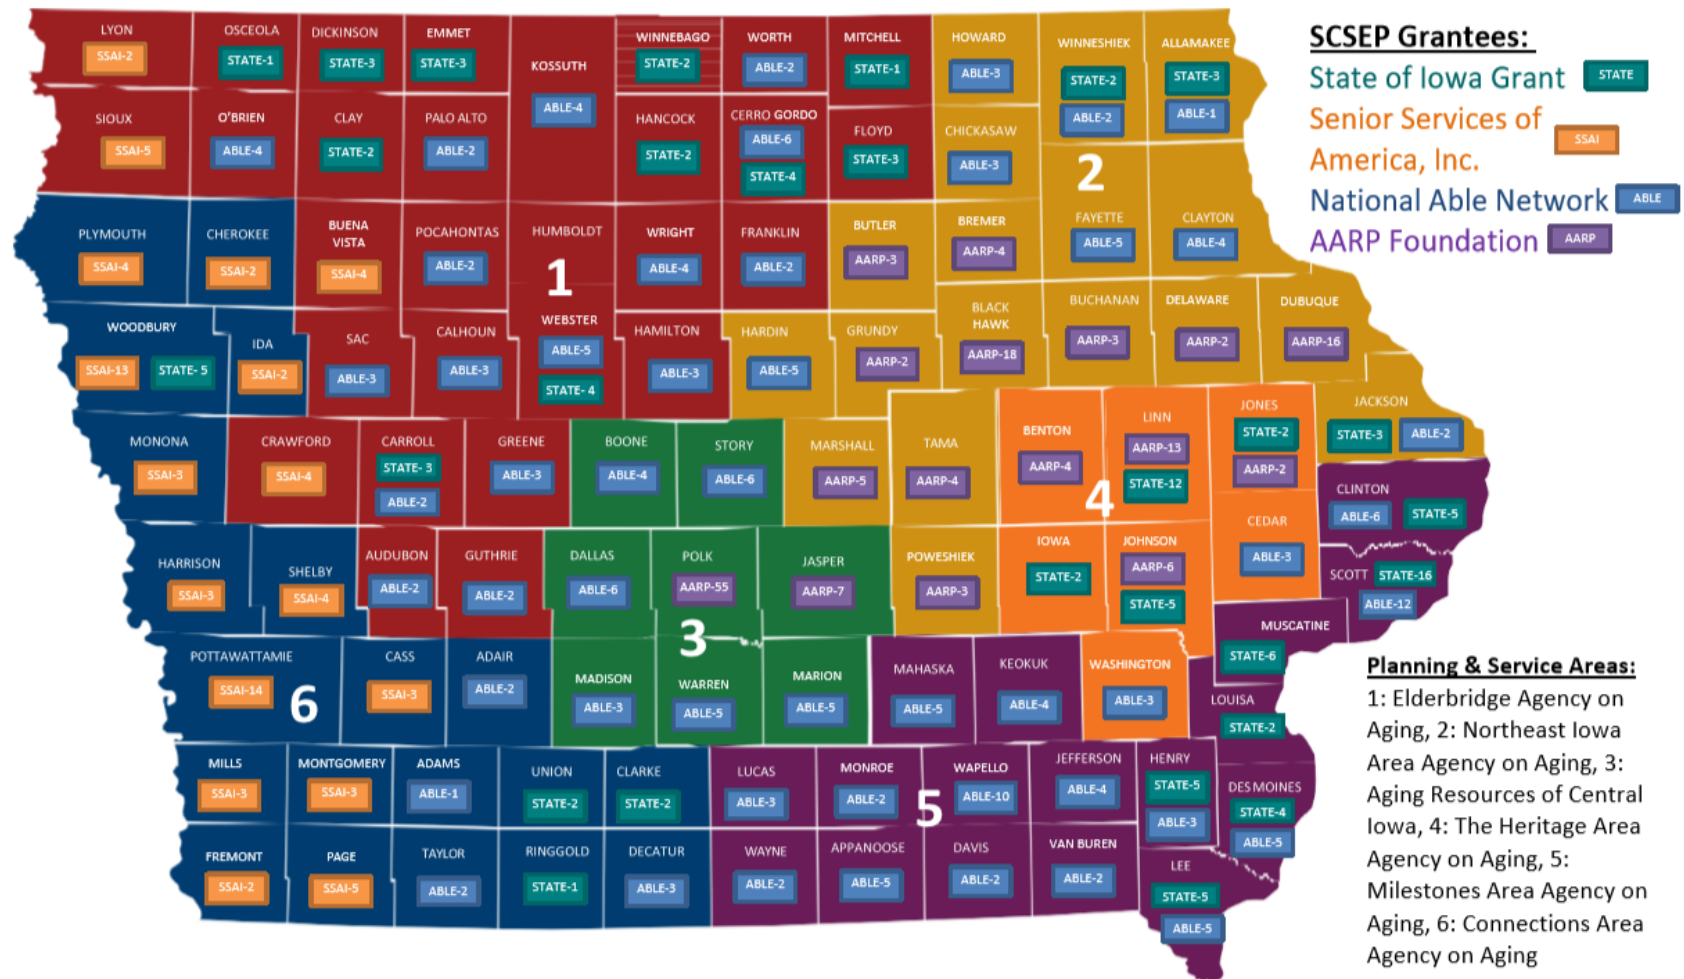 LYON
SSAI-2
OSCEOLA
STATE-1
DICKINSON
STATE-3
EMMET
STATE-3
KOSSUTH
ABLE-4
WINNEBAGO
STATE-2
WORTH
ABLE-2
MITCHELL
STATE-1
HOWARD
ABLE-3
WINNESHIEK
STATE-2
ABLE-2
ALLAMAKEE
STATE-3
ABLE-1
SIOUX
SSAI-5
O'BRIEN
ABLE-4
CLAY
STATE-2
PALO ALTO
ABLE-2
HANCOCK
STATE-2
CERRO GORDO
ABLE-6
STATE-4
FLOYD
STATE-3
CHICKASAW
ABLE-3
2
PLYMOUTH
SSAI-4
CHEROKEE
SSAI-2
BUENA
VISTA
SSAI-4
POCAHONTAS
ABLE-2
HUMBOLDT
1
WRIGHT
ABLE-4
FRANKLIN
ABLE-2
BUTLER
AARP-3
BREMER
AARP-4
FAYETTE
ABLE-5
CLAYTON
ABLE-4
WOODBURY
SSAI-13
STATE- 5
IDA
SSAI-2
SAC
ABLE-3
CALHOUN
ABLE-3
WEBSTER
ABLE-5
STATE- 4
HAMILTON
ABLE-3
HARDIN
ABLE-5
GRUNDY
AARP-2
BLACK
HAWK
AARP-18
BUCHANAN
AARP-3
DELAWARE
AARP-2
DUBUQUE
AARP-16
MONONA
SSAI-3
CRAWFORD
SSAI-4
CARROLL
STATE- 3
ABLE-2
GREENE
ABLE-3
BOONE
ABLE-4
STORY
ABLE-6
MARSHALL
AARP-5
TAMA
AARP-4
BENTON
AARP-4
4
LINN
AARP-13
STATE-12
JONES
STATE-2
AARP-2
JACKSON
STATE-3
ABLE-2
CLINTON
ABLE-6
STATE-5
CEDAR
ABLE-3
HARRISON
SSAI-3
SHELBY
SSAI-4
AUDUBON
ABLE-2
GUTHRIE
ABLE-2
DALLAS
ABLE-6
POLK
AARP-55
3
JASPER
AARP-7
POWESHIEK
AARP-3
IOWA
STATE-2
JOHNSON
AARP-6
STATE-5
SCOTT
STATE-16
ABLE-12
MUSCATINE
STATE-6
POTTAWATTAMIE
SSAI-14
6
CASS
SSAI-3
ADAIR
ABLE-2
MADISON
ABLE-3
WARREN
ABLE-5
MARION
ABLE-5
MAHASKA
ABLE-5
KEOKUK
ABLE-4
WASHINGTON
ABLE-3
LOUISA
STATE-2
MILLS
SSAI-3
MONTGOMERY
SSAI-3
ADAMS
ABLE-1
UNION
STATE-2
CLARKE
STATE-2
LUCAS
ABLE-3
MONROE
ABLE-2
5
WAPELLO
ABLE-10
JEFFERSON
ABLE-4
HENRY
STATE-5
ABLE-3
DES MOINES
STATE-4
ABLE-5
FREMONT
SSAI-2
PAGE
SSAI-5
TAYLOR
ABLE-2
RINGGOLD
STATE-1
DECATUR
ABLE-3
WAYNE
ABLE-2
APPANOOSE
ABLE-5
DAVIS
ABLE-2
VAN BUREN
ABLE-2
LEE
STATE-5
ABLE-5
SCSEP Grantees:
State of Iowa Grant STATE
Senior Services of
America, Inc. SSAI
National Able Network ABLE
AARP Foundation AARP
Planning & Service Areas:
1: Elderbridge Agency on
Aging, 2: Northeast Iowa
Area Agency on Aging, 3:
Aging Resources of Central
Iowa, 4: The Heritage Area
Agency on Aging, 5:
Milestones Area Agency on
Aging, 6: Connections Area
Agency on Aging